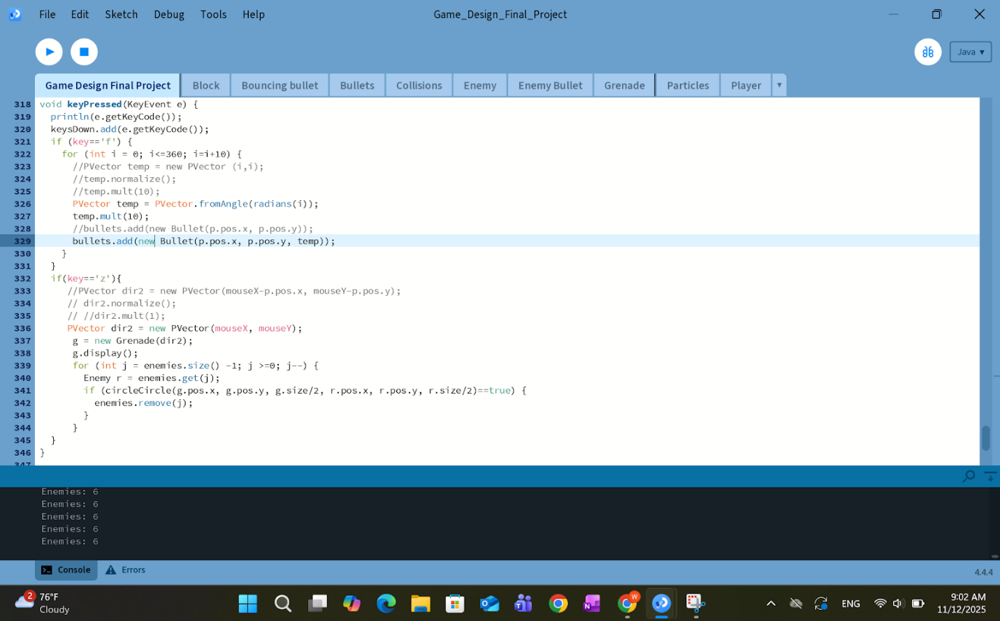 File Edit Sketch Debug Tools Help Game_Design_Final_Project
Java ▾
Game Design Final Project Block Bouncing bullet Bullets Collisions Enemy Enemy Bullet Grenade Particles Player ▾
318 void keyPressed(KeyEvent e) {
319 println(e.getKeyCode());
320 keysDown.add(e.getKeyCode());
321 if (key=='f') {
322 for (int i = 0; i<=360; i=i+10) {
323 //PVector temp = new PVector (i,i);
324 //temp.normalize();
325 //temp.mult(10);
326 PVector temp = PVector.fromAngle(radians(i));
327 temp.mult(10);
328 //bullets.add(new Bullet(p.pos.x, p.pos.y));
329 bullets.add(new Bullet(p.pos.x, p.pos.y, temp));
330 }
331 }
332 if(key=='z'){
333 //PVector dir2 = new PVector(mouseX-p.pos.x, mouseY-p.pos.y);
334 // dir2.normalize();
335 // //dir2.mult(1);
336 PVector dir2 = new PVector(mouseX, mouseY);
337 g = new Grenade(dir2);
338 g.display();
339 for (int j = enemies.size() -1; j >=0; j--) {
340 Enemy r = enemies.get(j);
341 if (circleCircle(g.pos.x, g.pos.y, g.size/2, r.pos.x, r.pos.y, r.size/2)==true) {
342 enemies.remove(j);
343 }
344 }
345 }
346 }
347
Enemies: 6
Enemies: 6
Enemies: 6
Enemies: 6
Enemies: 6
Console Errors
4.4.4
2 76°F
Cloudy
W
ENG
9:02 AM
11/12/2025